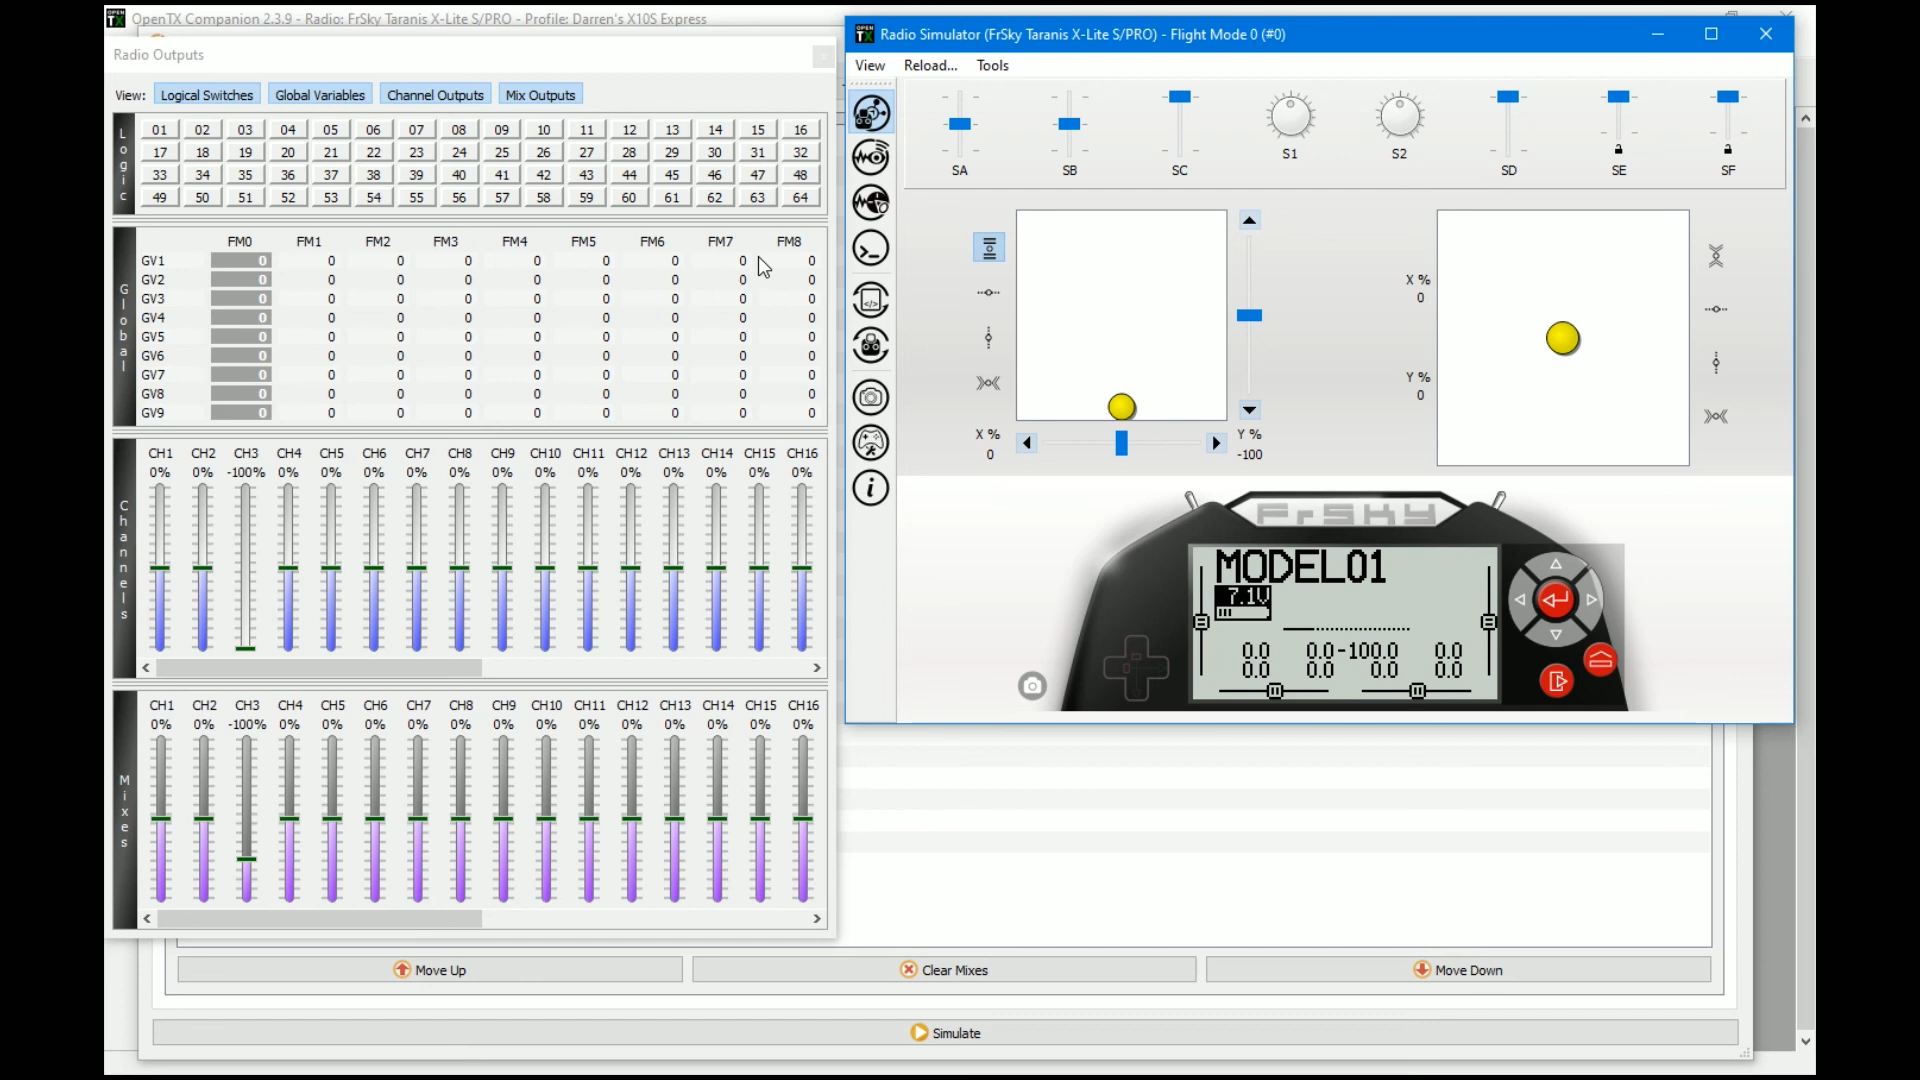 OpenTX Companion 2.3.9 - Radio: FrSky Taranis X-Lite S/PRO - Profile: Darren's X10S Express
Radio Outputs
View: Logical Switches Global Variables Channel Outputs Mix Outputs
Logic
01 02 03 04 05 06 07 08 09 10 11 12 13 14 15 16
17 18 19 20 21 22 23 24 25 26 27 28 29 30 31 32
33 34 35 36 37 38 39 40 41 42 43 44 45 46 47 48
49 50 51 52 53 54 55 56 57 58 59 60 61 62 63 64
Global
FM0 FM1 FM2 FM3 FM4 FM5 FM6 FM7 FM8
GV1 0 0 0 0 0 0 0 0 0
GV2 0 0 0 0 0 0 0 0 0
GV3 0 0 0 0 0 0 0 0 0
GV4 0 0 0 0 0 0 0 0 0
GV5 0 0 0 0 0 0 0 0 0
GV6 0 0 0 0 0 0 0 0 0
GV7 0 0 0 0 0 0 0 0 0
GV8 0 0 0 0 0 0 0 0 0
GV9 0 0 0 0 0 0 0 0 0
Channels
CH1 CH2 CH3 CH4 CH5 CH6 CH7 CH8 CH9 CH10 CH11 CH12 CH13 CH14 CH15 CH16
0% 0% -100% 0% 0% 0% 0% 0% 0% 0% 0% 0% 0% 0% 0% 0%
Mixes
CH1 CH2 CH3 CH4 CH5 CH6 CH7 CH8 CH9 CH10 CH11 CH12 CH13 CH14 CH15 CH16
0% 0% -100% 0% 0% 0% 0% 0% 0% 0% 0% 0% 0% 0% 0% 0%
Radio Simulator (FrSky Taranis X-Lite S/PRO) - Flight Mode 0 (#0)
View Reload... Tools
S1 S2
SA SB SC SD SE SF
X %
0
Y %
-100
X %
0
Y %
0
FrSKY
MODEL01
7.1V
0.0 0.0 -100.0 0.0
0.0 0.0 0.0 0.0
Move Up Clear Mixes Move Down
Simulate